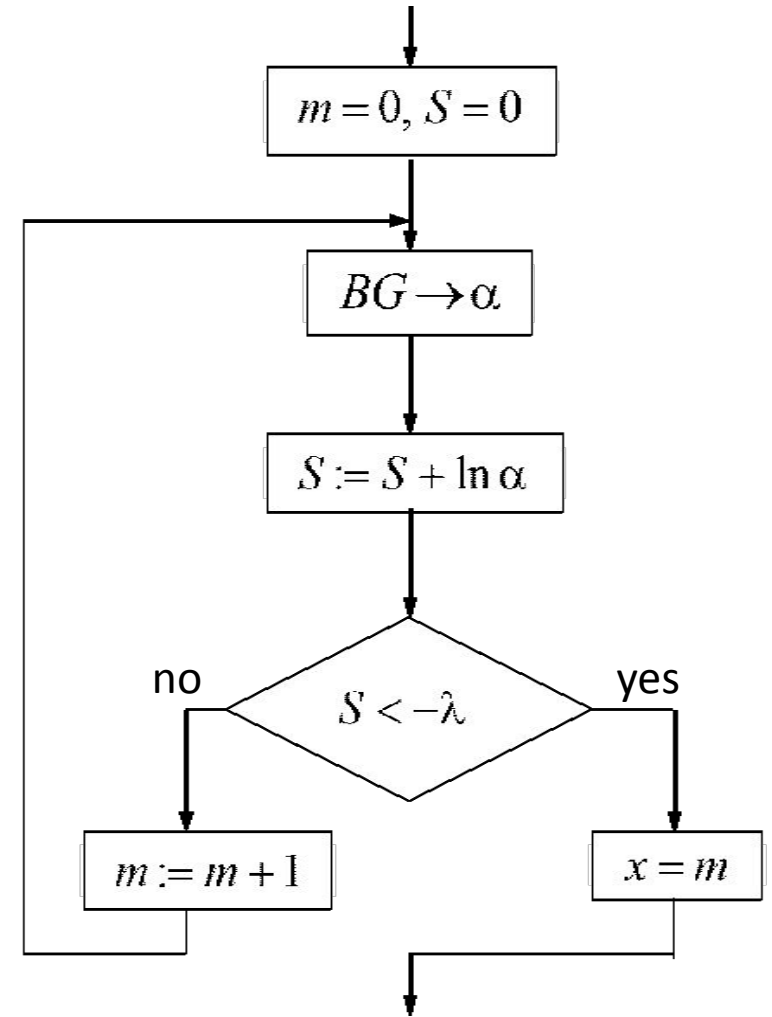 m = 0, S = 0
BG → α
S := S + ln α
S < −λ
no
yes
m := m + 1
x = m